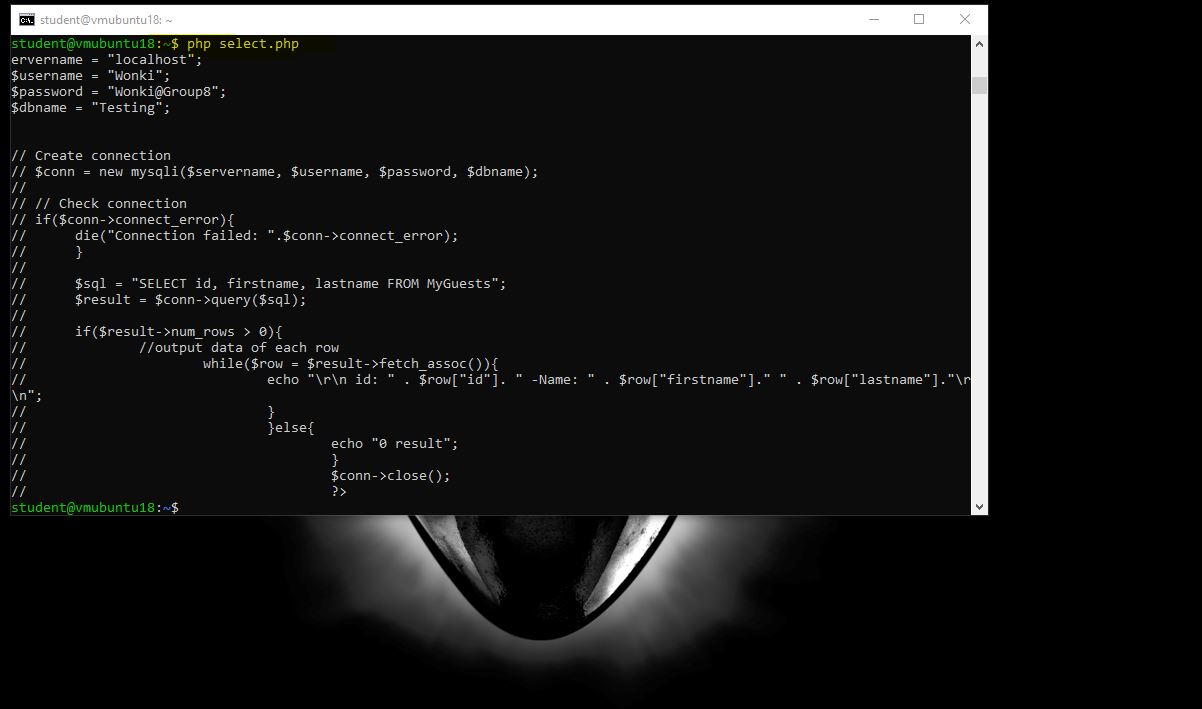 student@vmubuntu18: ~
student@vmubuntu18:~$ php select.php
ervername = "localhost";
$username = "Wonki";
$password = "Wonki@Group8";
$dbname = "Testing";
// Create connection
// $conn = new mysqli($servername, $username, $password, $dbname);
//
// // Check connection
// if($conn->connect_error){
//      die("Connection failed: ".$conn->connect_error);
//      }
//
//      $sql = "SELECT id, firstname, lastname FROM MyGuests";
//      $result = $conn->query($sql);
//
//      if($result->num_rows > 0){
//              //output data of each row
//                      while($row = $result->fetch_assoc()){
//                              echo "\r\n id: " . $row["id"]. " -Name: " . $row["firstname"]." " . $row["lastname"]."\r
\n";
//                              }
//                              }else{
//                                      echo "0 result";
//                                      }
//                                      $conn->close();
//                                      ?>
student@vmubuntu18:~$